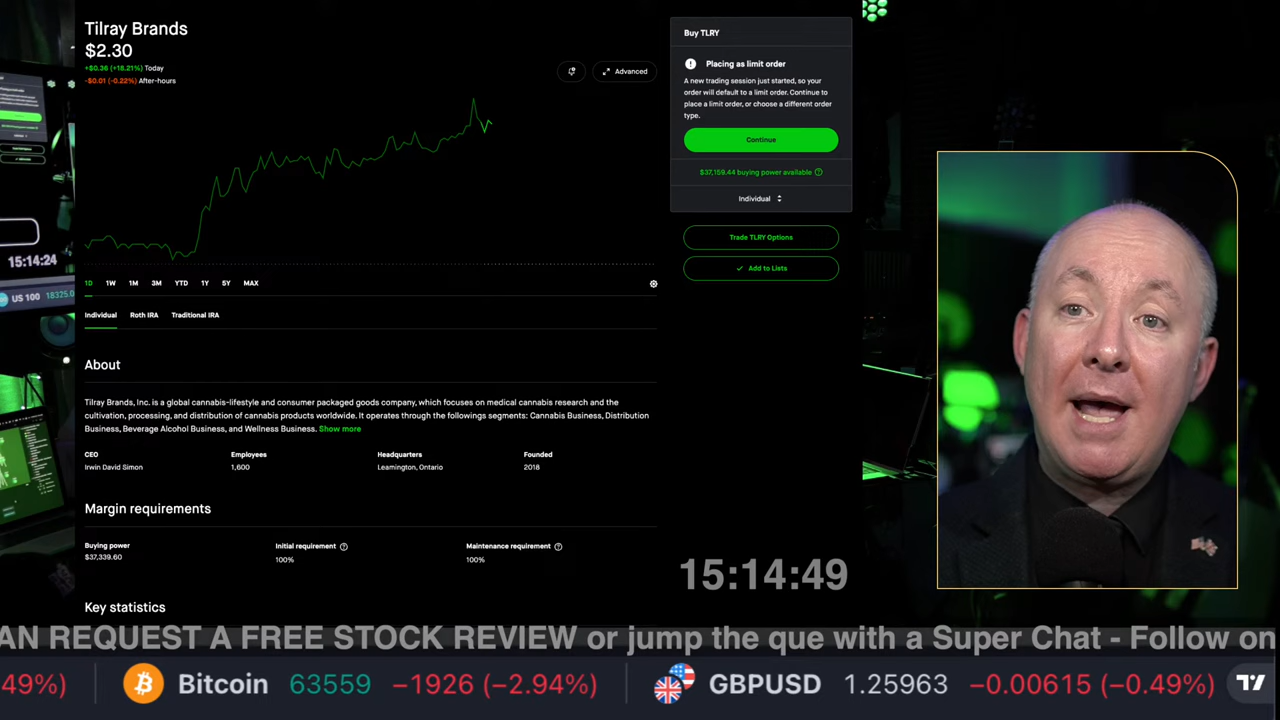 Tilray Brands
$2.30
+$0.36 (+18.21%) Today
-$0.01 (-0.22%) After-hours
Advanced
1D 1W 1M 3M YTD 1Y 5Y MAX
Individual Roth IRA Traditional IRA
About
Tilray Brands, Inc. is a global cannabis-lifestyle and consumer packaged goods company, which focuses on medical cannabis research and the
cultivation, processing, and distribution of cannabis products worldwide. It operates through the followings segments: Cannabis Business, Distribution
Business, Beverage Alcohol Business, and Wellness Business. Show more
CEO Employees Headquarters Founded
Irwin David Simon 1,600 Leamington, Ontario 2018
Margin requirements
Buying power Initial requirement Maintenance requirement
$37,339.60 100% 100%
Key statistics
Buy TLRY
Placing as limit order
A new trading session just started, so your
order will default to a limit order. Continue to
place a limit order, or choose a different order
type.
Continue
$37,159.44 buying power available
Individual
Trade TLRY Options
Add to Lists
15:14:24
US 100 18325.0
15:14:49
AN REQUEST A FREE STOCK REVIEW or jump the que with a Super Chat - Follow on
49%) Bitcoin 63559 −1926 (−2.94%) GBPUSD 1.25963 −0.00615 (−0.49%)